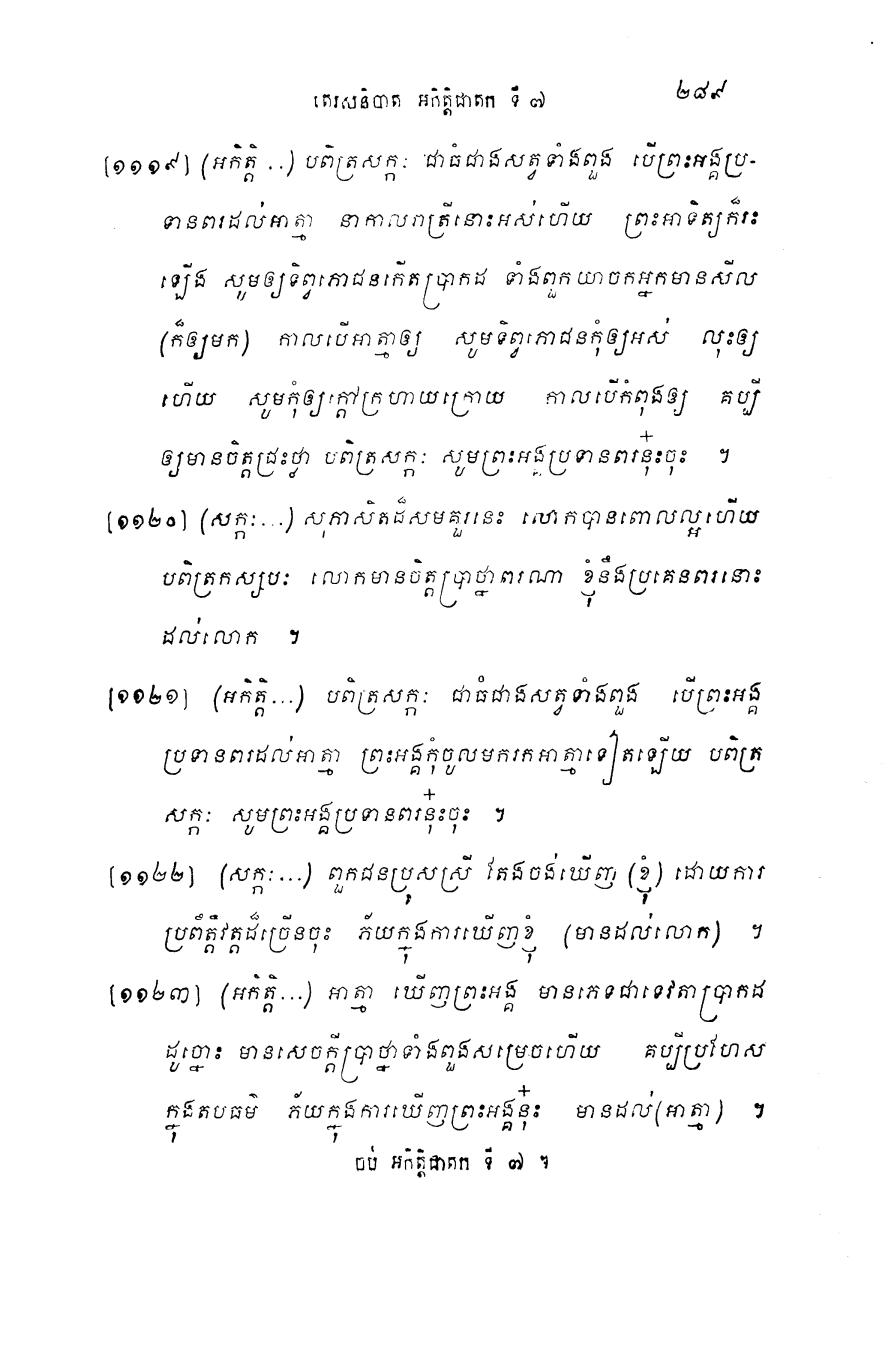 តេរសនិបាត អកិត្តិជាតក ទី ៧ ២៨៩
[១១១៩] (អកិត្តិ ..) បពិត្រសក្កៈ ជាធំជាងសត្វទាំងពួង បើព្រះអង្គប្រ-
ទានពរដល់អាត្មា នាកាលរាត្រីនោះអស់ហើយ ព្រះអាទិត្យក៏រះ
ឡើង សូមឲ្យទិព្វភោជនកើតប្រាកដ ទាំងពួកយាចកអ្នកមានសីល
(ក៏ឲ្យមក) កាលបើអាត្មាឲ្យ សូមទិព្វភោជនកុំឲ្យអស់ លុះឲ្យ
ហើយ សូមកុំឲ្យក្តៅក្រហាយក្រោយ កាលបើកំពុងឲ្យ គប្បី
ឲ្យមានចិត្តជ្រះថ្លា បពិត្រសក្កៈ សូមព្រះអង្គប្រទានពរនុ៎ះចុះ ។
[១១២០] (សក្កៈ...) សុភាសិតដ៏សមគួរនេះ លោកបានពោលល្អហើយ
បពិត្រកស្សបៈ លោកមានចិត្តប្រាថ្នាពរណា ខ្ញុំនឹងប្រគេនពរនោះ
ដល់លោក ។
[១១២១] (អកិត្តិ...) បពិត្រសក្កៈ ជាធំជាងសត្វទាំងពួង បើព្រះអង្គ
ប្រទានពរដល់អាត្មា ព្រះអង្គកុំចូលមករកអាត្មាទៀតឡើយ បពិត្រ
សក្កៈ សូមព្រះអង្គប្រទានពរនុ៎ះចុះ ។
[១១២២] (សក្កៈ...) ពួកជនប្រុសស្រី តែងចង់ឃើញ (ខ្ញុំ) ដោយការ
ប្រព័ត្តិវត្តដ៏ច្រើនចុះ ភ័យក្នុងការឃើញខ្ញុំ (មានដល់លោក) ។
[១១២៣] (អកិត្តិ...) អាត្មា ឃើញព្រះអង្គ មានភេទជាទេវតាប្រាកដ
ដូច្នោះ មានសេចក្តីប្រាថ្នាទាំងពួងសម្រេចហើយ គប្បីប្រហែស
ក្នុងតបធម៌ ភ័យក្នុងការឃើញព្រះអង្គនុ៎ះ មានដល់(អាត្មា) ។
ចប់ អកិត្តិជាតក ទី ៧ ។